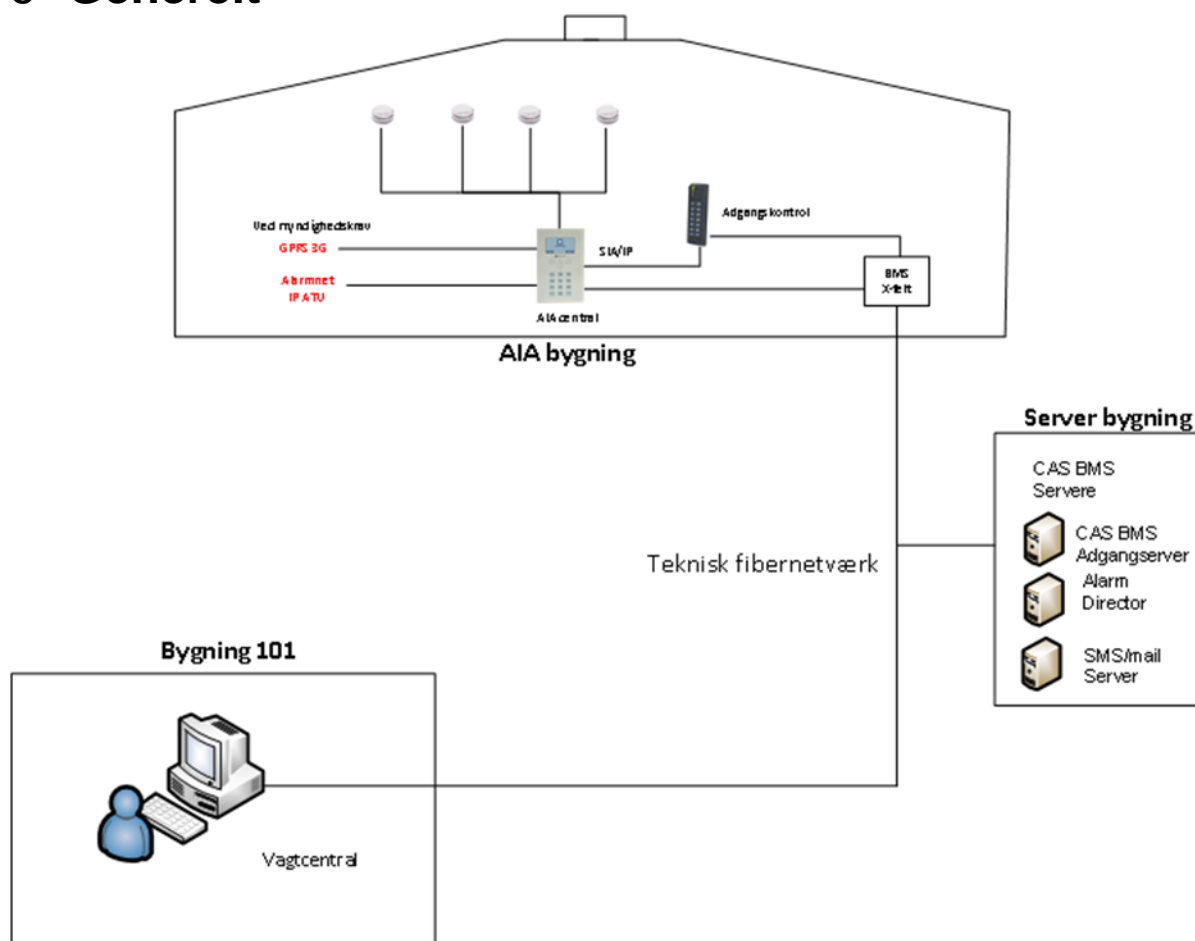 Ved myndighedskrav
GPRS 3G
Alarmnet
IP ATU
SIA/IP
Adgangskontrol
BMS
X-felt
AIA central
AIA bygning
Server bygning
CAS BMS
Servere
CAS BMS
Adgangserver
Alarm
Director
SMS/mail
Server
Teknisk fibernetværk
Bygning 101
Vagtcentral